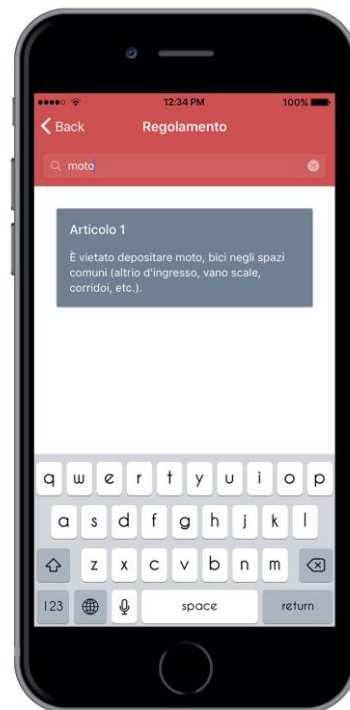 12:34 PM 100%
Back Regolamento
moto
Articolo 1
È vietato depositare moto, bici negli spazi
comuni (altrio d'ingresso, vano scale,
corridoi, etc.).
q w e r t y u i o p
a s d f g h j k l
z x c v b n m
123 space return